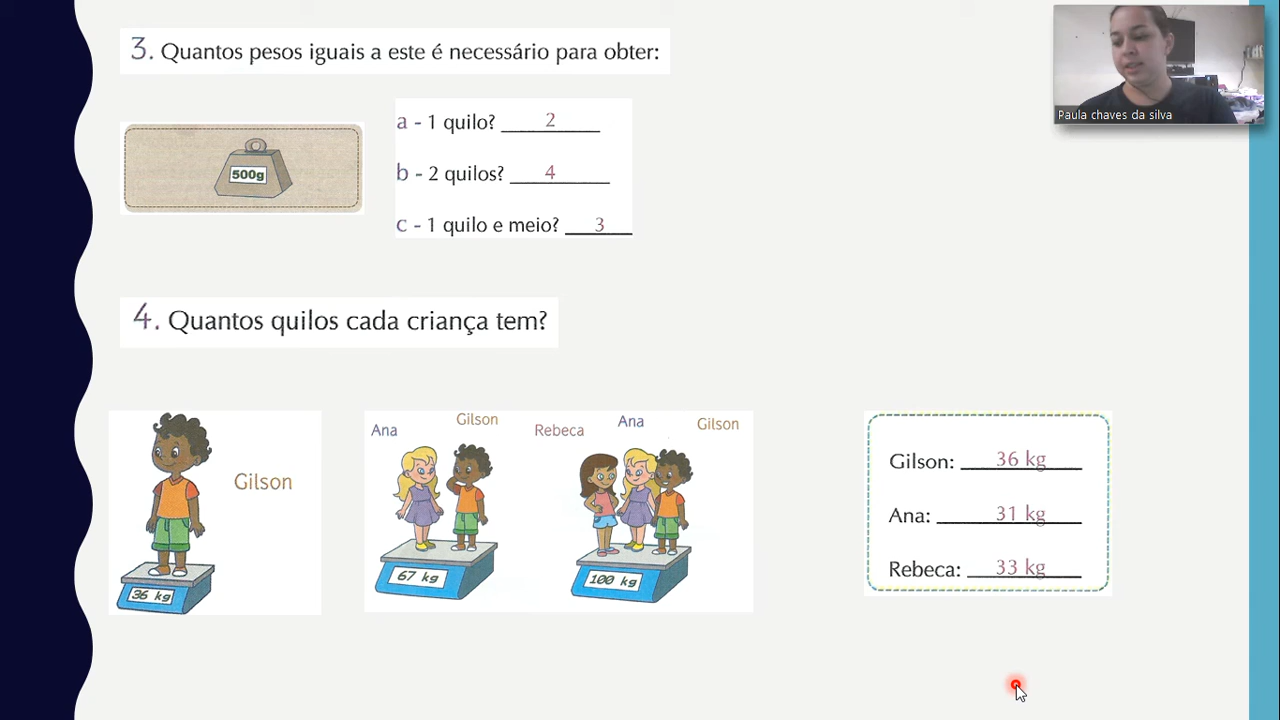 3. Quantos pesos iguais a este é necessário para obter:
500g
a - 1 quilo? 2
b - 2 quilos? 4
c - 1 quilo e meio? 3
4. Quantos quilos cada criança tem?
Gilson
36 kg
Ana
Gilson
67 kg
Rebeca
Ana
Gilson
100 kg
Gilson: 36 kg
Ana: 31 kg
Rebeca: 33 kg
Paula chaves da silva